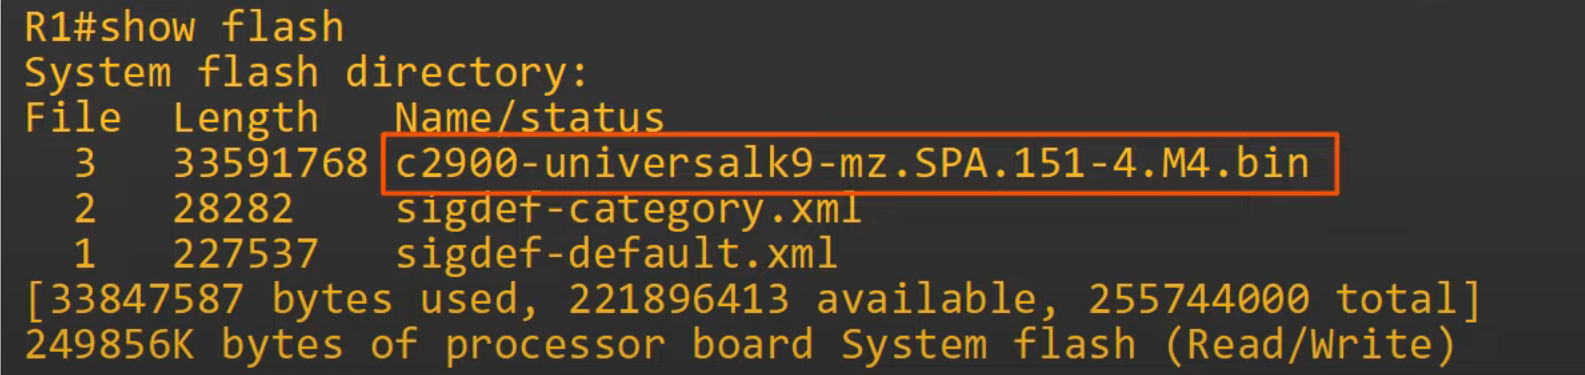 R1#show flash
System flash directory:
File  Length   Name/status
  3   33591768 c2900-universalk9-mz.SPA.151-4.M4.bin
  2   28282    sigdef-category.xml
  1   227537   sigdef-default.xml
[33847587 bytes used, 221896413 available, 255744000 total]
249856K bytes of processor board System flash (Read/Write)